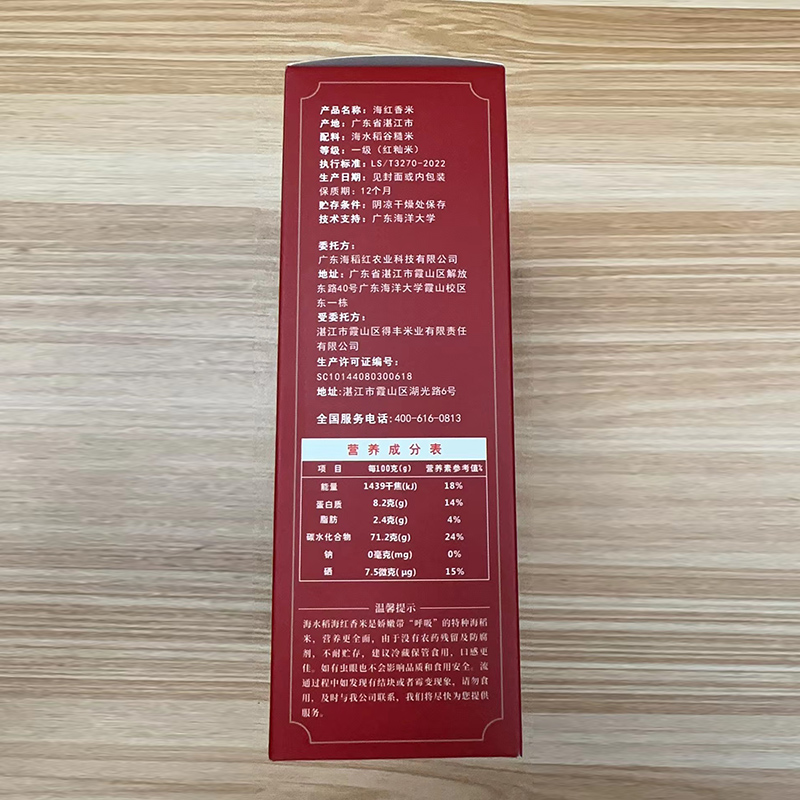 产品名称：海红香米
产地：广东省湛江市
配料：海水稻谷糙米
等级：一级（红籼米）
执行标准：LS/T3270-2022
生产日期：见封面或内包装
保质期：12个月
贮存条件：阴凉干燥处保存
技术支持：广东海洋大学
委托方：
广东海稻红农业科技有限公司
地址：广东省湛江市霞山区解放
东路40号广东海洋大学霞山校区
东一栋
受委托方：
湛江市霞山区得丰米业有限责任
有限公司
生产许可证编号：
SC10144080300618
地址:湛江市霞山区湖光路6号
全国服务电话:400-616-0813
营养成分表
项目 每100克(g) 营养素参考值%
能量 1439千焦(kJ) 18%
蛋白质 8.2克(g) 14%
脂肪 2.4克(g) 4%
碳水化合物 71.2克(g) 24%
钠 0毫克(mg) 0%
硒 7.5微克(μg) 15%
温馨提示
海水稻海红香米是娇嫩带“呼吸”的特种海稻
米，营养更全面，由于没有农药残留及防腐
剂，不耐贮存，建议冷藏保管食用，口感更
佳。如有虫眼也不会影响品质和食用安全。流
通过程中如发现有结块或者霉变现象，请勿食
用，及时与我公司联系，我们将尽快为您提供
服务。